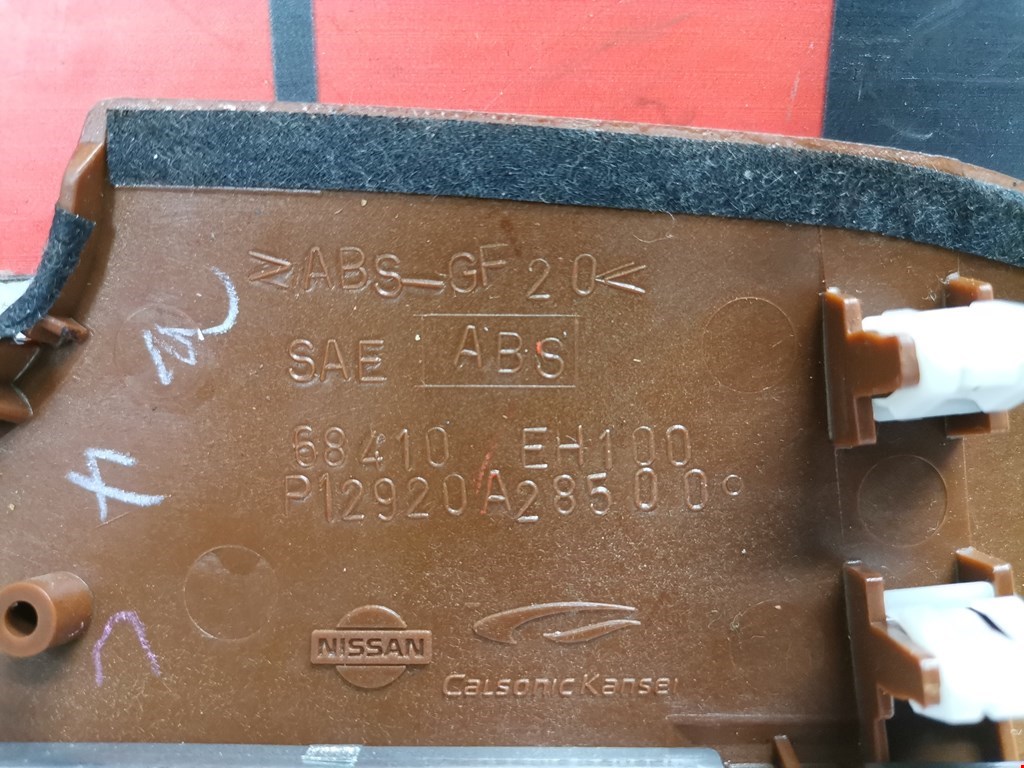 >ABS-GF20<
SAE ABS
68410 EH100
P12920A28500
NISSAN
CalsonicKansei